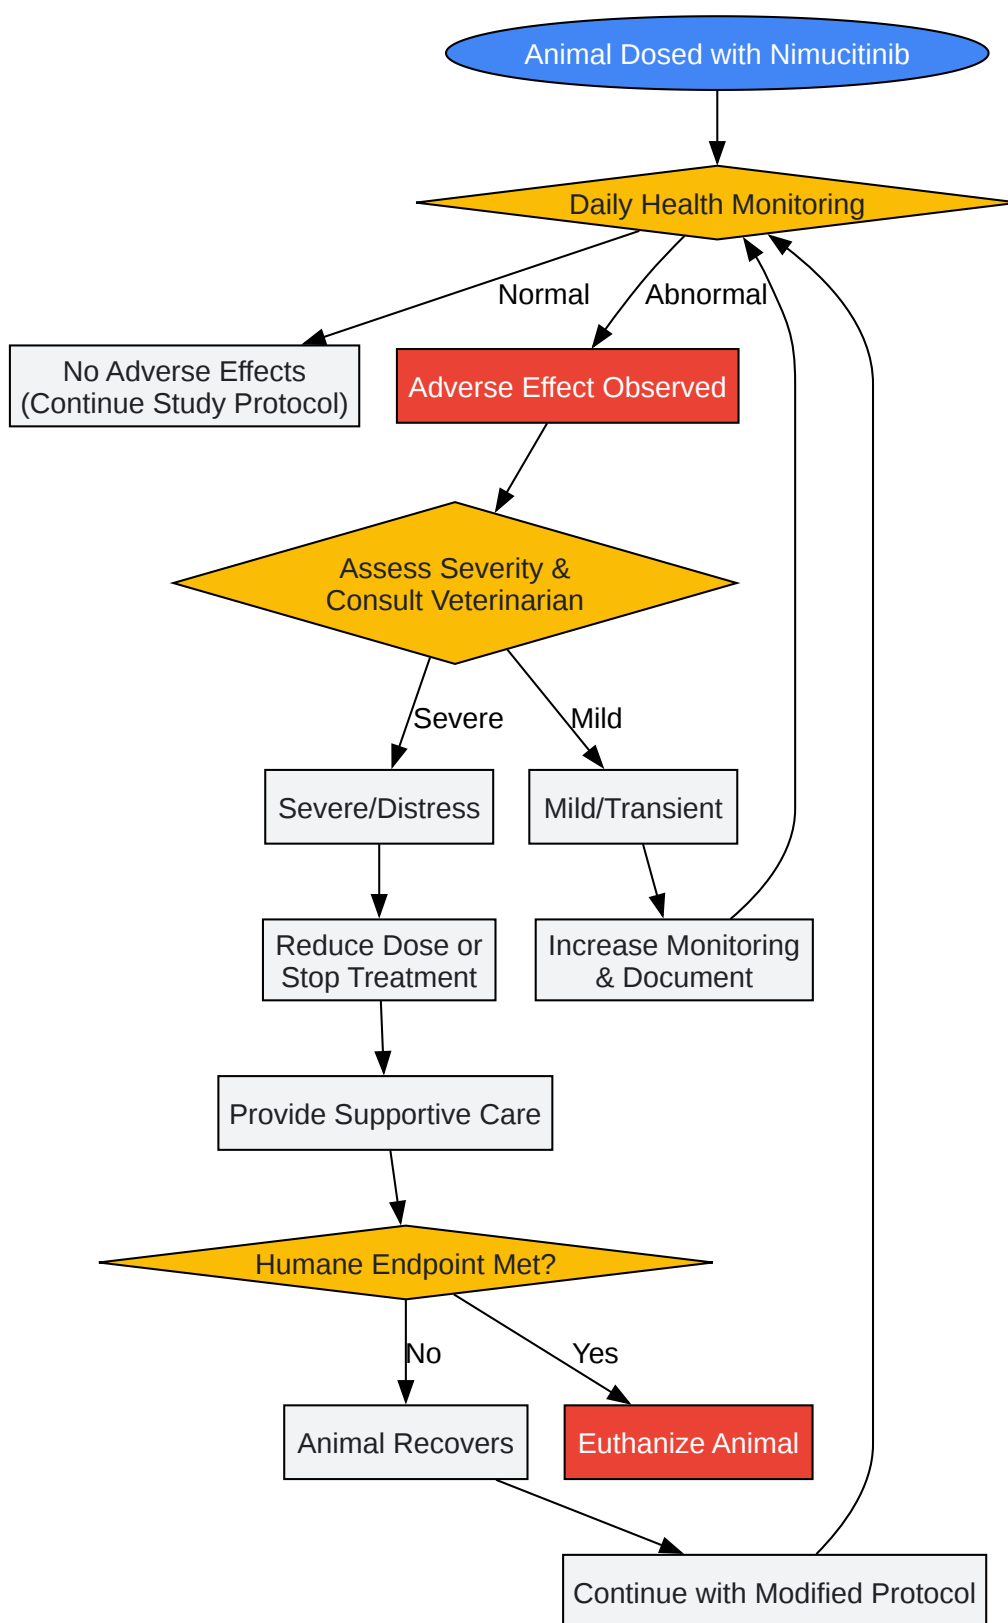 Animal Dosed with Nimucitinib
Daily Health Monitoring
Normal
Abnormal
No Adverse Effects
(Continue Study Protocol)
Adverse Effect Observed
Assess Severity &
Consult Veterinarian
Severe
Mild
Severe/Distress
Mild/Transient
Reduce Dose or
Stop Treatment
Increase Monitoring
& Document
Provide Supportive Care
Humane Endpoint Met?
No
Yes
Animal Recovers
Euthanize Animal
Continue with Modified Protocol